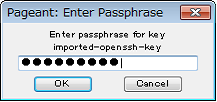 Pageant: Enter Passphrase
Enter passphrase for key
imported-openssh-key
●●●●●●●●●
OK Cancel